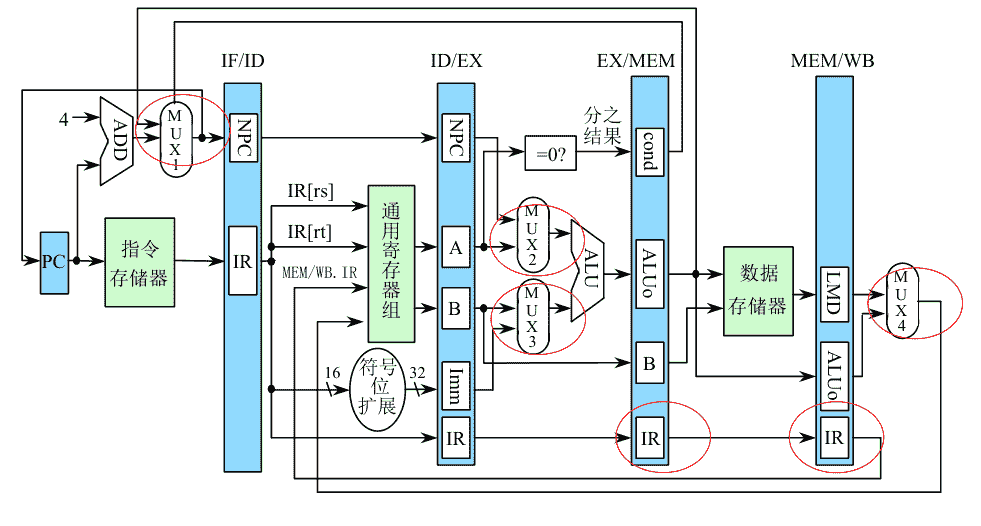 IF/ID
ID/EX
EX/MEM
MEM/WB
4
ADD
MUX1
NPC
NPC
=0?
分之
结果
cond
PC
指令
存储器
IR
IR[rs]
IR[rt]
MEM/WB.IR
通用寄存器组
A
B
MUX2
MUX3
ALU
ALUo
B
数据
存储器
LMD
ALUo
MUX4
16
符号
位
扩展
32
Imm
IR
IR
IR